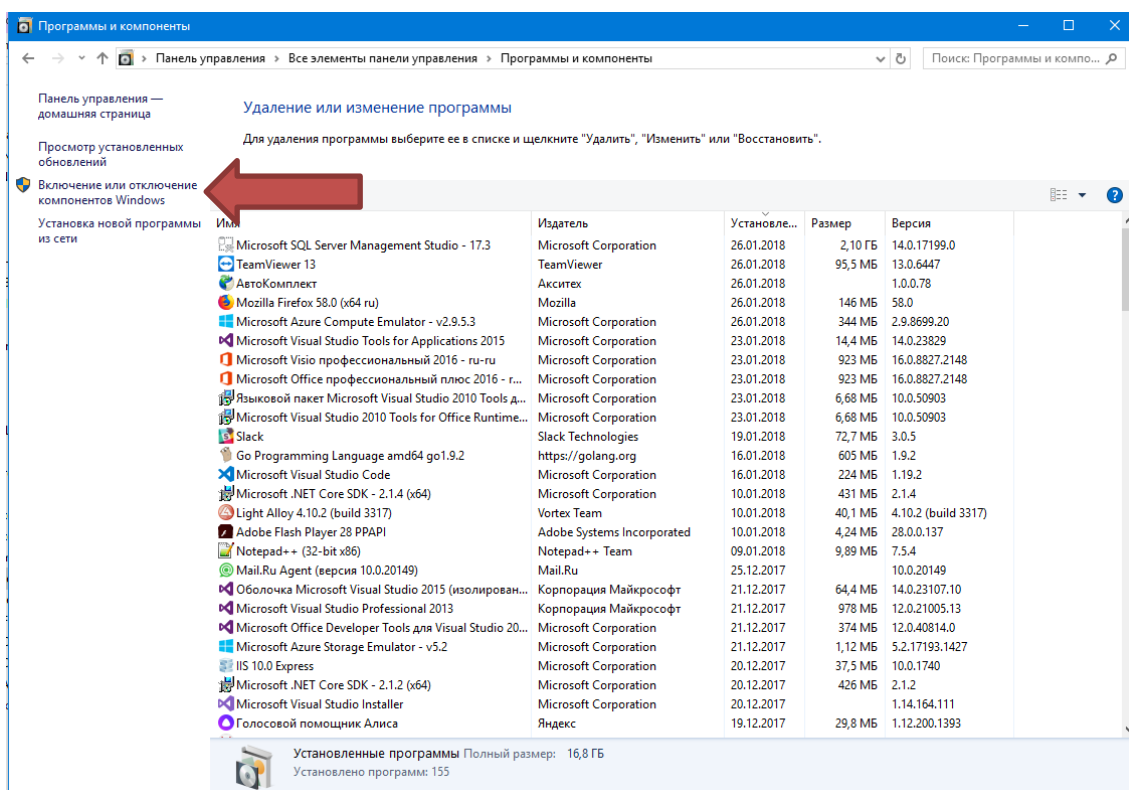 Программы и компоненты
Панель управления > Все элементы панели управления > Программы и компоненты
Поиск: Программы и компо...
Панель управления —
домашняя страница
Просмотр установленных
обновлений
Включение или отключение
компонентов Windows
Установка новой программы
из сети
Удаление или изменение программы
Для удаления программы выберите ее в списке и щелкните "Удалить", "Изменить" или "Восстановить".
Имя Издатель Установле... Размер Версия
Microsoft SQL Server Management Studio - 17.3 Microsoft Corporation 26.01.2018 2,10 ГБ 14.0.17199.0
TeamViewer 13 TeamViewer 26.01.2018 95,5 МБ 13.0.6447
АвтоКомплект Акситех 26.01.2018 1.0.0.78
Mozilla Firefox 58.0 (x64 ru) Mozilla 26.01.2018 146 МБ 58.0
Microsoft Azure Compute Emulator - v2.9.5.3 Microsoft Corporation 26.01.2018 344 МБ 2.9.8699.20
Microsoft Visual Studio Tools for Applications 2015 Microsoft Corporation 23.01.2018 14,4 МБ 14.0.23829
Microsoft Visio профессиональный 2016 - ru-ru Microsoft Corporation 23.01.2018 923 МБ 16.0.8827.2148
Microsoft Office профессиональный плюс 2016 - r... Microsoft Corporation 23.01.2018 923 МБ 16.0.8827.2148
Языковой пакет Microsoft Visual Studio 2010 Tools д... Microsoft Corporation 23.01.2018 6,68 МБ 10.0.50903
Microsoft Visual Studio 2010 Tools for Office Runtime... Microsoft Corporation 23.01.2018 6,68 МБ 10.0.50903
Slack Slack Technologies 19.01.2018 72,7 МБ 3.0.5
Go Programming Language amd64 go1.9.2 https://golang.org 16.01.2018 605 МБ 1.9.2
Microsoft Visual Studio Code Microsoft Corporation 16.01.2018 224 МБ 1.19.2
Microsoft .NET Core SDK - 2.1.4 (x64) Microsoft Corporation 10.01.2018 431 МБ 2.1.4
Light Alloy 4.10.2 (build 3317) Vortex Team 10.01.2018 40,1 МБ 4.10.2 (build 3317)
Adobe Flash Player 28 PPAPI Adobe Systems Incorporated 10.01.2018 4,24 МБ 28.0.0.137
Notepad++ (32-bit x86) Notepad++ Team 09.01.2018 9,89 МБ 7.5.4
Mail.Ru Agent (версия 10.0.20149) Mail.Ru 25.12.2017 10.0.20149
Оболочка Microsoft Visual Studio 2015 (изолирован... Корпорация Майкрософт 21.12.2017 64,4 МБ 14.0.23107.10
Microsoft Visual Studio Professional 2013 Корпорация Майкрософт 21.12.2017 978 МБ 12.0.21005.13
Microsoft Office Developer Tools для Visual Studio 20... Microsoft Corporation 21.12.2017 374 МБ 12.0.40814.0
Microsoft Azure Storage Emulator - v5.2 Microsoft Corporation 21.12.2017 1,12 МБ 5.2.17193.1427
IIS 10.0 Express Microsoft Corporation 20.12.2017 37,5 МБ 10.0.1740
Microsoft .NET Core SDK - 2.1.2 (x64) Microsoft Corporation 20.12.2017 426 МБ 2.1.2
Microsoft Visual Studio Installer Microsoft Corporation 20.12.2017 1.14.164.111
Голосовой помощник Алиса Яндекс 19.12.2017 29,8 МБ 1.12.200.1393
Установленные программы Полный размер: 16,8 ГБ
Установлено программ: 155